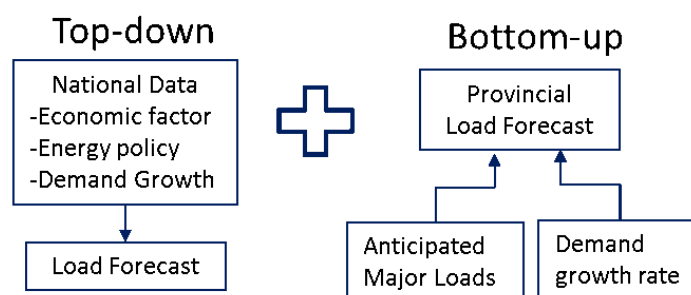 Top-down
National Data
-Economic factor
-Energy policy
-Demand Growth
Load Forecast
Bottom-up
Provincial
Load Forecast
Anticipated
Major Loads
Demand
growth rate